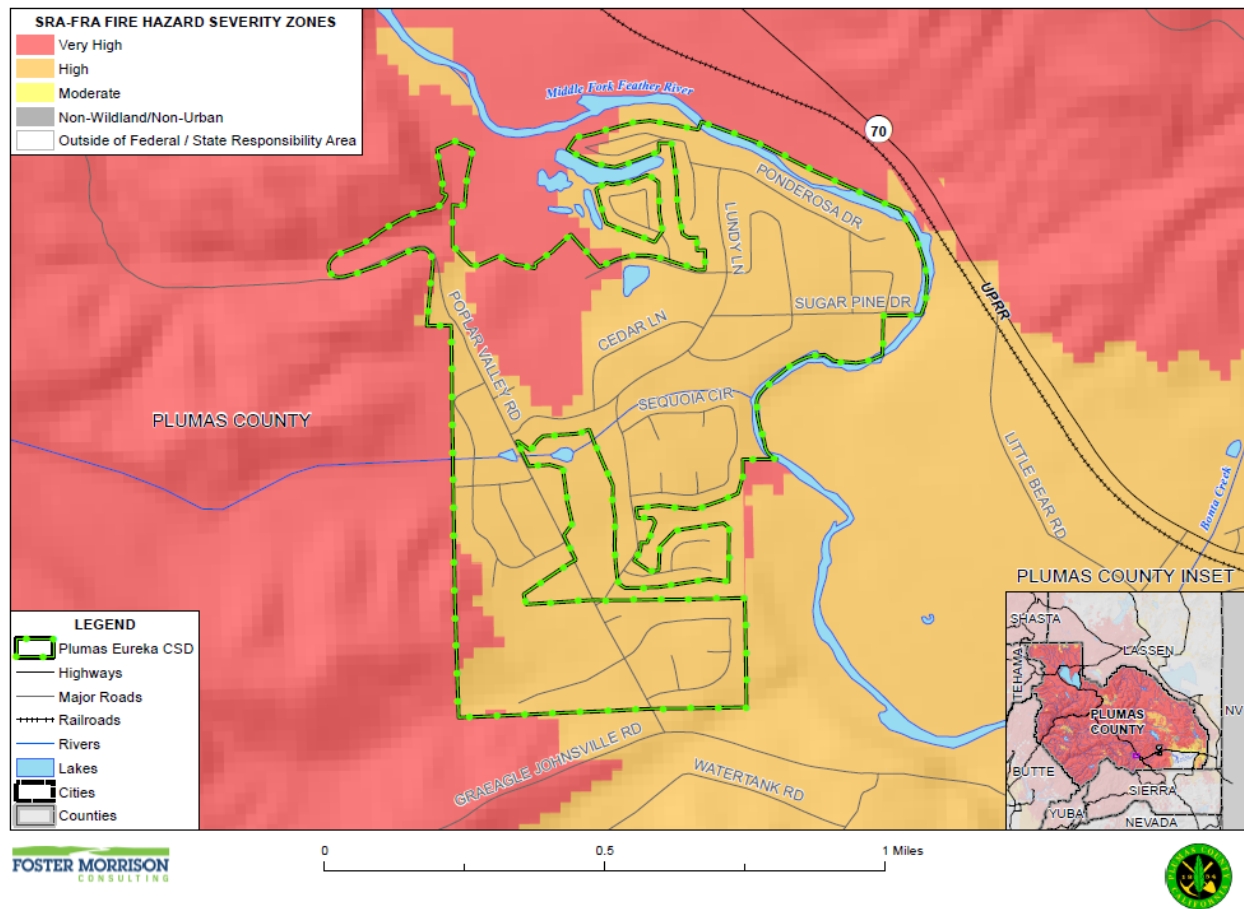 SRA-FRA FIRE HAZARD SEVERITY ZONES
Very High
High
Moderate
Non-Wildland/Non-Urban
Outside of Federal / State Responsibility Area
Middle Fork Feather River
70
PONDEROSA DR
LUNDY LN
SUGAR PINE DR
UPRR
POPLAR VALLEY RD
CEDAR LN
SEQUOIA CIR
PLUMAS COUNTY
LITTLE BEAR RD
Bonta Creek
GRAEAGLE JOHNSVILLE RD
WATERTANK RD
LEGEND
Plumas Eureka CSD
Highways
Major Roads
Railroads
Rivers
Lakes
Cities
Counties
PLUMAS COUNTY INSET
SHASTA
LASSEN
TEHAMA
PLUMAS
COUNTY
NV
BUTTE
SIERRA
YUBA
NEVADA
FOSTER MORRISON
CONSULTING
0
0.5
1 Miles
PLUMAS COUNTY
CALIFORNIA